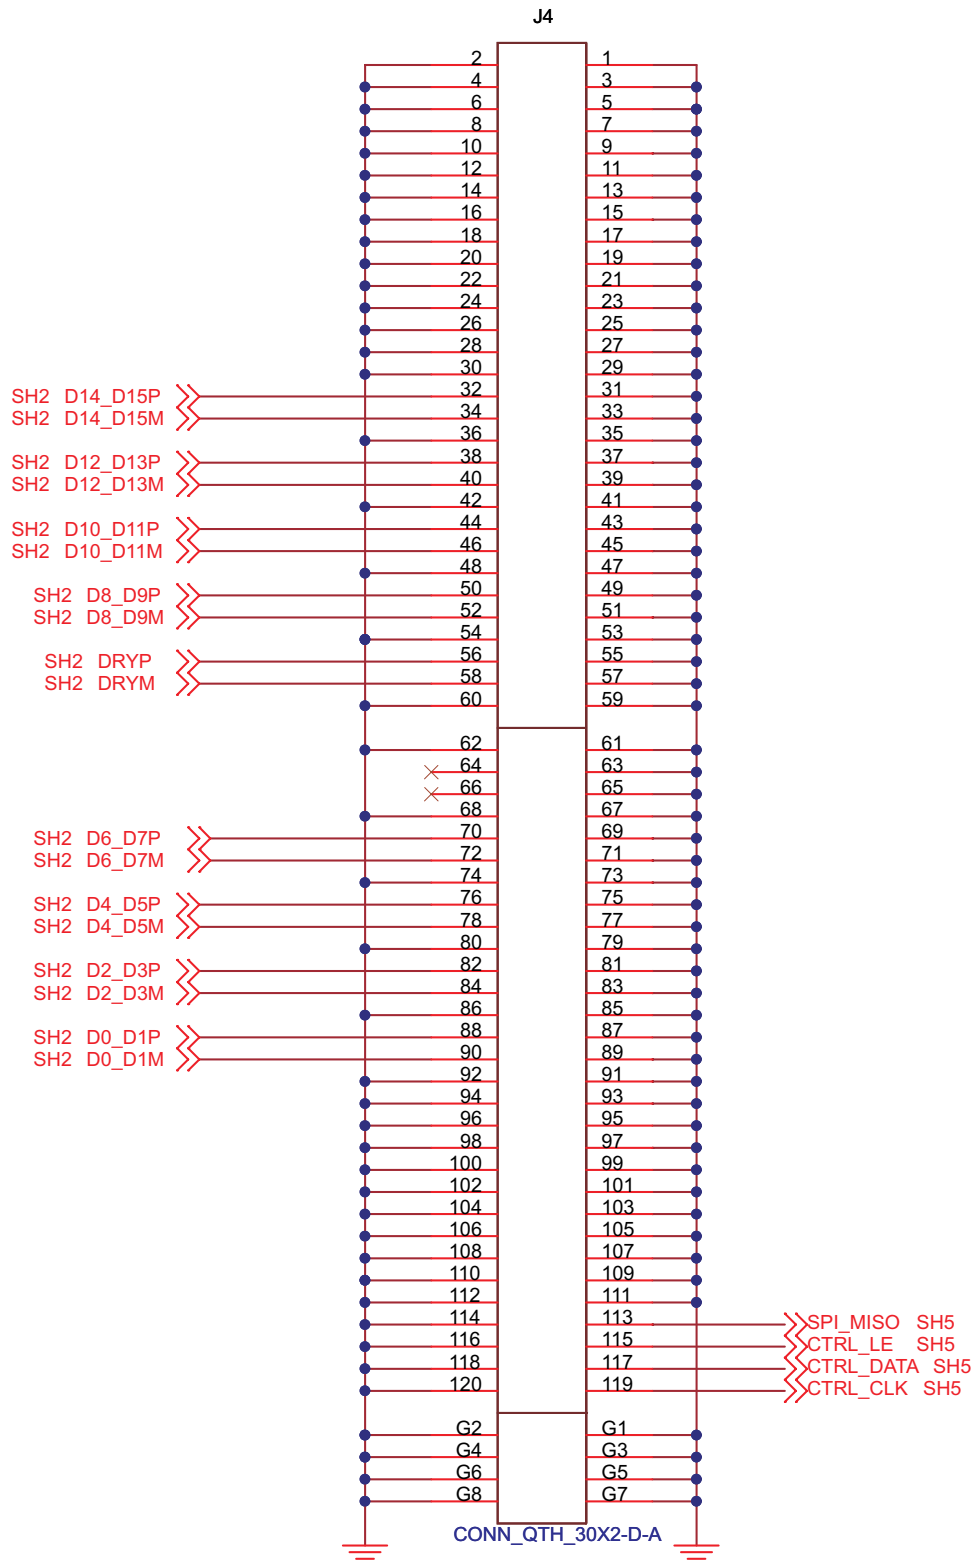 J4
2 1
4 3
6 5
8 7
10 9
12 11
14 13
16 15
18 17
20 19
22 21
24 23
26 25
28 27
30 29
SH2 D14_D15P 32 31
SH2 D14_D15M 34 33
36 35
SH2 D12_D13P 38 37
SH2 D12_D13M 40 39
42 41
SH2 D10_D11P 44 43
SH2 D10_D11M 46 45
48 47
SH2 D8_D9P 50 49
SH2 D8_D9M 52 51
54 53
SH2 DRYP 56 55
SH2 DRYM 58 57
60 59
62 61
64 63
66 65
68 67
SH2 D6_D7P 70 69
SH2 D6_D7M 72 71
74 73
SH2 D4_D5P 76 75
SH2 D4_D5M 78 77
80 79
SH2 D2_D3P 82 81
SH2 D2_D3M 84 83
86 85
SH2 D0_D1P 88 87
SH2 D0_D1M 90 89
92 91
94 93
96 95
98 97
100 99
102 101
104 103
106 105
108 107
110 109
112 111
114 113 SPI_MISO SH5
116 115 CTRL_LE SH5
118 117 CTRL_DATA SH5
120 119 CTRL_CLK SH5
G2 G1
G4 G3
G6 G5
G8 G7
CONN_QTH_30X2-D-A